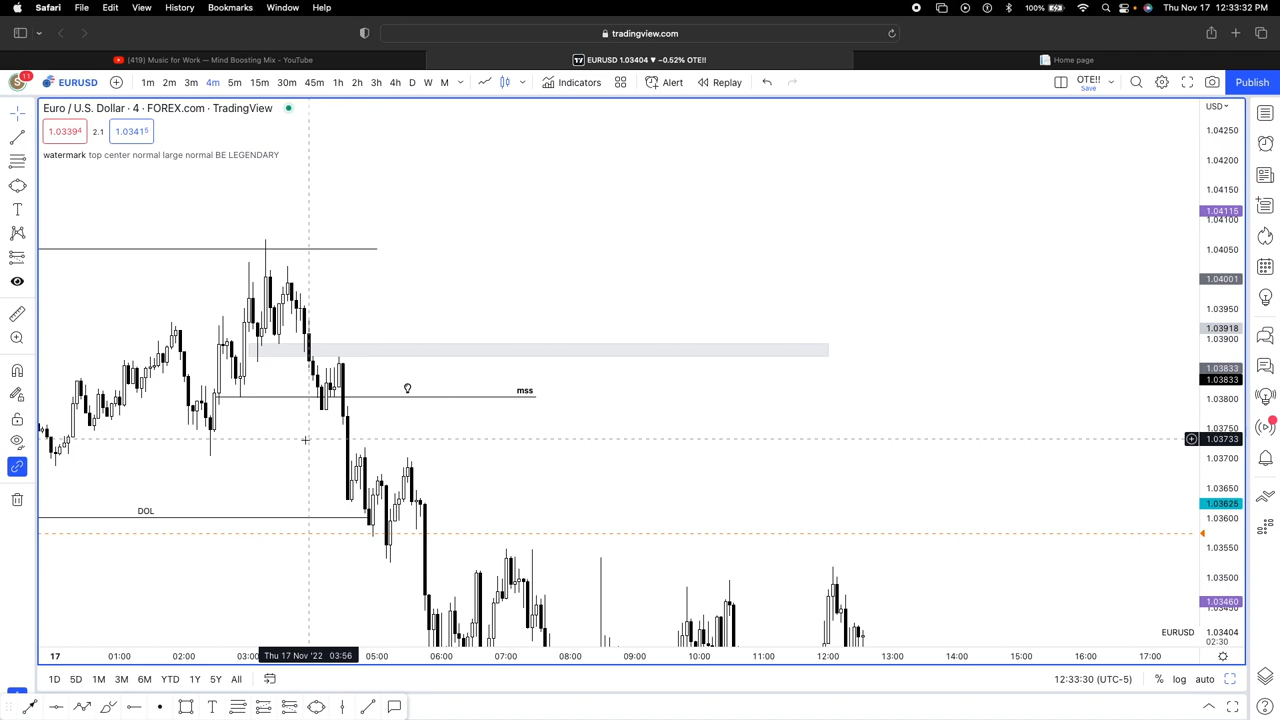 Safari File Edit View History Bookmarks Window Help 100% Thu Nov 17 12:33:32 PM
tradingview.com
(419) Music for Work — Mind Boosting Mix - YouTube
EURUSD 1.03404 ▼ −0.52% OTE!!
Home page
11 EURUSD 1m 2m 3m 4m 5m 15m 30m 45m 1h 2h 3h 4h D W M Indicators Alert Replay OTE!! Save Publish
Euro / U.S. Dollar · 4 · FOREX.com · TradingView
USD
1.03394 2.1 1.03415
watermark top center normal large normal BE LEGENDARY
1.04250
1.04200
1.04150
1.04115
1.04100
1.04050
1.04001
1.03950
1.03918
1.03900
1.03833
1.03833
mss
1.03800
1.03750
1.03733
1.03700
1.03650
1.03625
DOL
1.03600
1.03550
1.03500
1.03460
1.03450
EURUSD 1.03404
02:30
17 01:00 02:00 03:00 Thu 17 Nov '22 03:56 05:00 06:00 07:00 08:00 09:00 10:00 11:00 12:00 13:00 14:00 15:00 16:00 17:00
1D 5D 1M 3M 6M YTD 1Y 5Y All 12:33:30 (UTC-5) % log auto